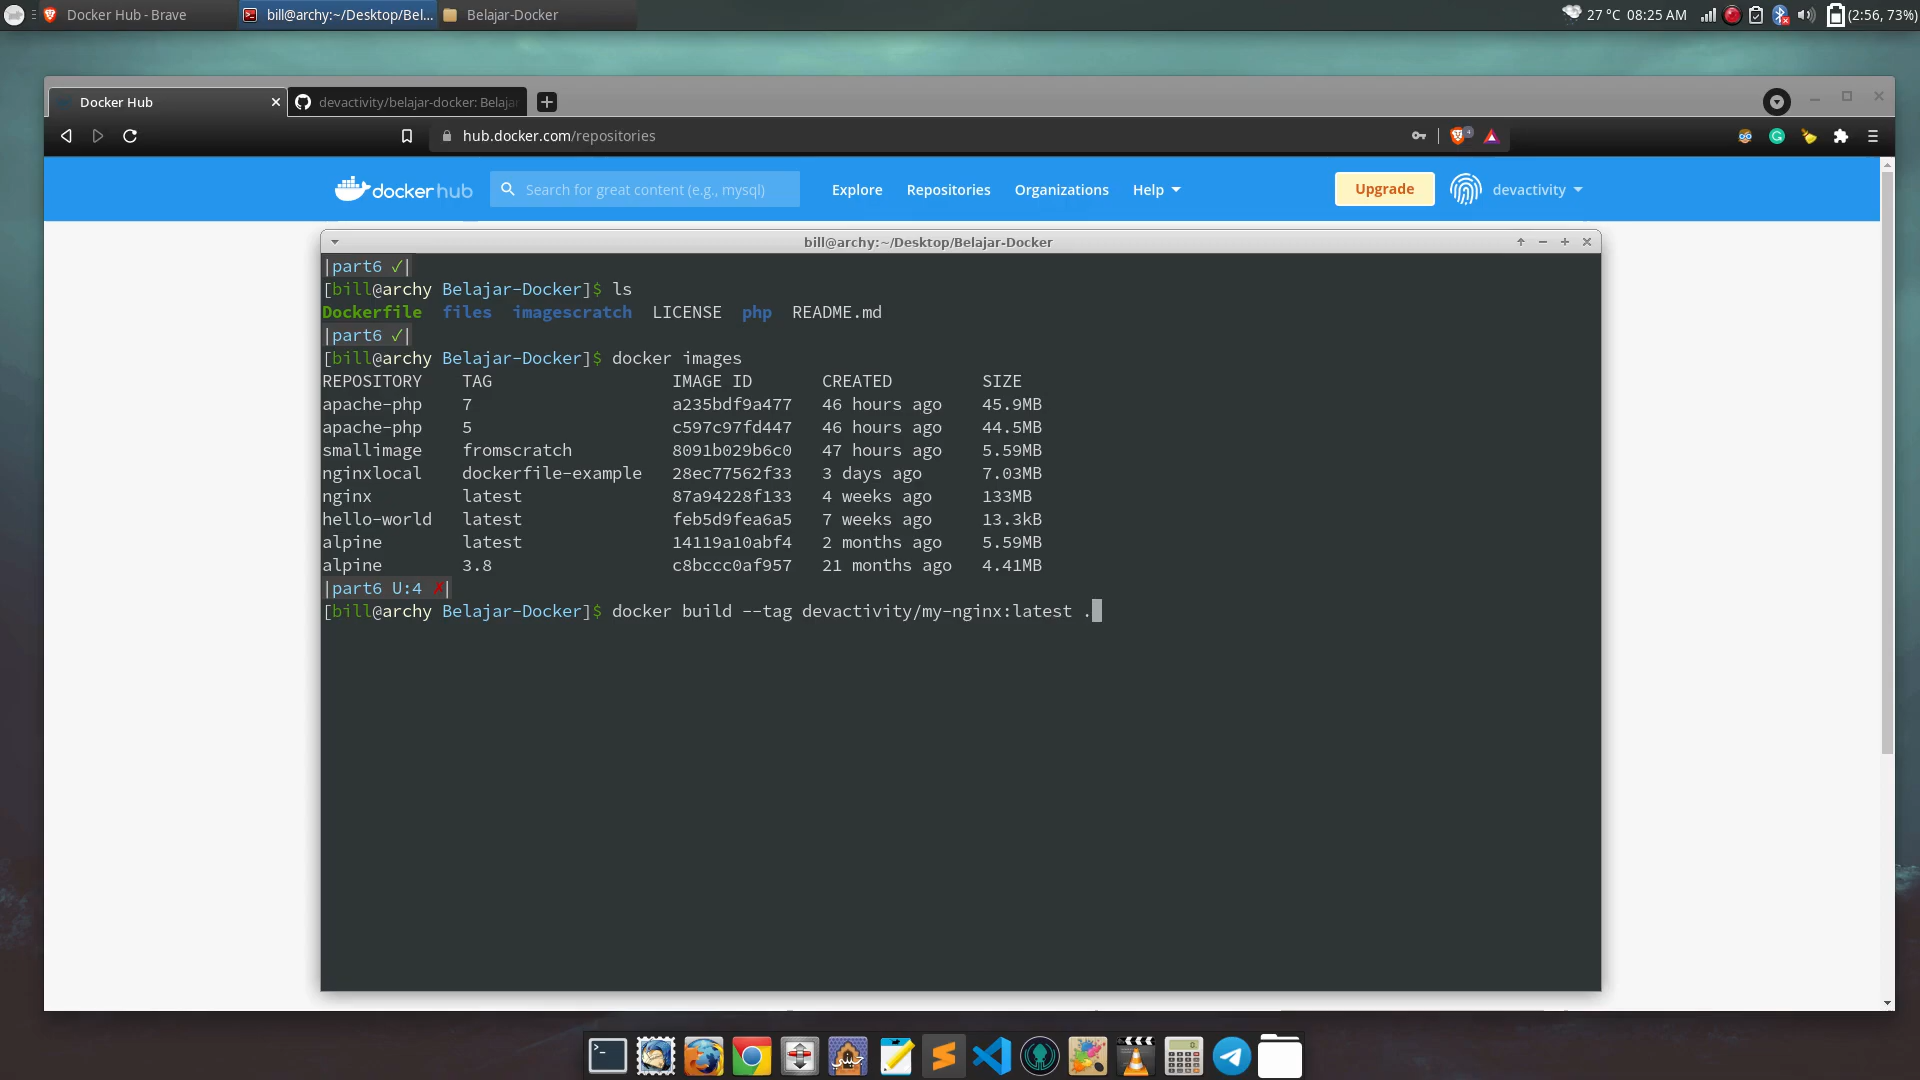 Docker Hub - Brave
bill@archy:~/Desktop/Bel...
Belajar-Docker
27 °C 08:25 AM
(2:56, 73%)
Docker Hub
devactivity/belajar-docker: Belajar
hub.docker.com/repositories
4
docker hub
Search for great content (e.g., mysql)
Explore
Repositories
Organizations
Help
Upgrade
devactivity
bill@archy:~/Desktop/Belajar-Docker
|part6 ✓|
[bill@archy Belajar-Docker]$ ls
Dockerfile files imagescratch LICENSE php README.md
|part6 ✓|
[bill@archy Belajar-Docker]$ docker images
REPOSITORY TAG IMAGE ID CREATED SIZE
apache-php 7 a235bdf9a477 46 hours ago 45.9MB
apache-php 5 c597c97fd447 46 hours ago 44.5MB
smallimage fromscratch 8091b029b6c0 47 hours ago 5.59MB
nginxlocal dockerfile-example 28ec77562f33 3 days ago 7.03MB
nginx latest 87a94228f133 4 weeks ago 133MB
hello-world latest feb5d9fea6a5 7 weeks ago 13.3kB
alpine latest 14119a10abf4 2 months ago 5.59MB
alpine 3.8 c8bccc0af957 21 months ago 4.41MB
|part6 U:4 ✗|
[bill@archy Belajar-Docker]$ docker build --tag devactivity/my-nginx:latest .